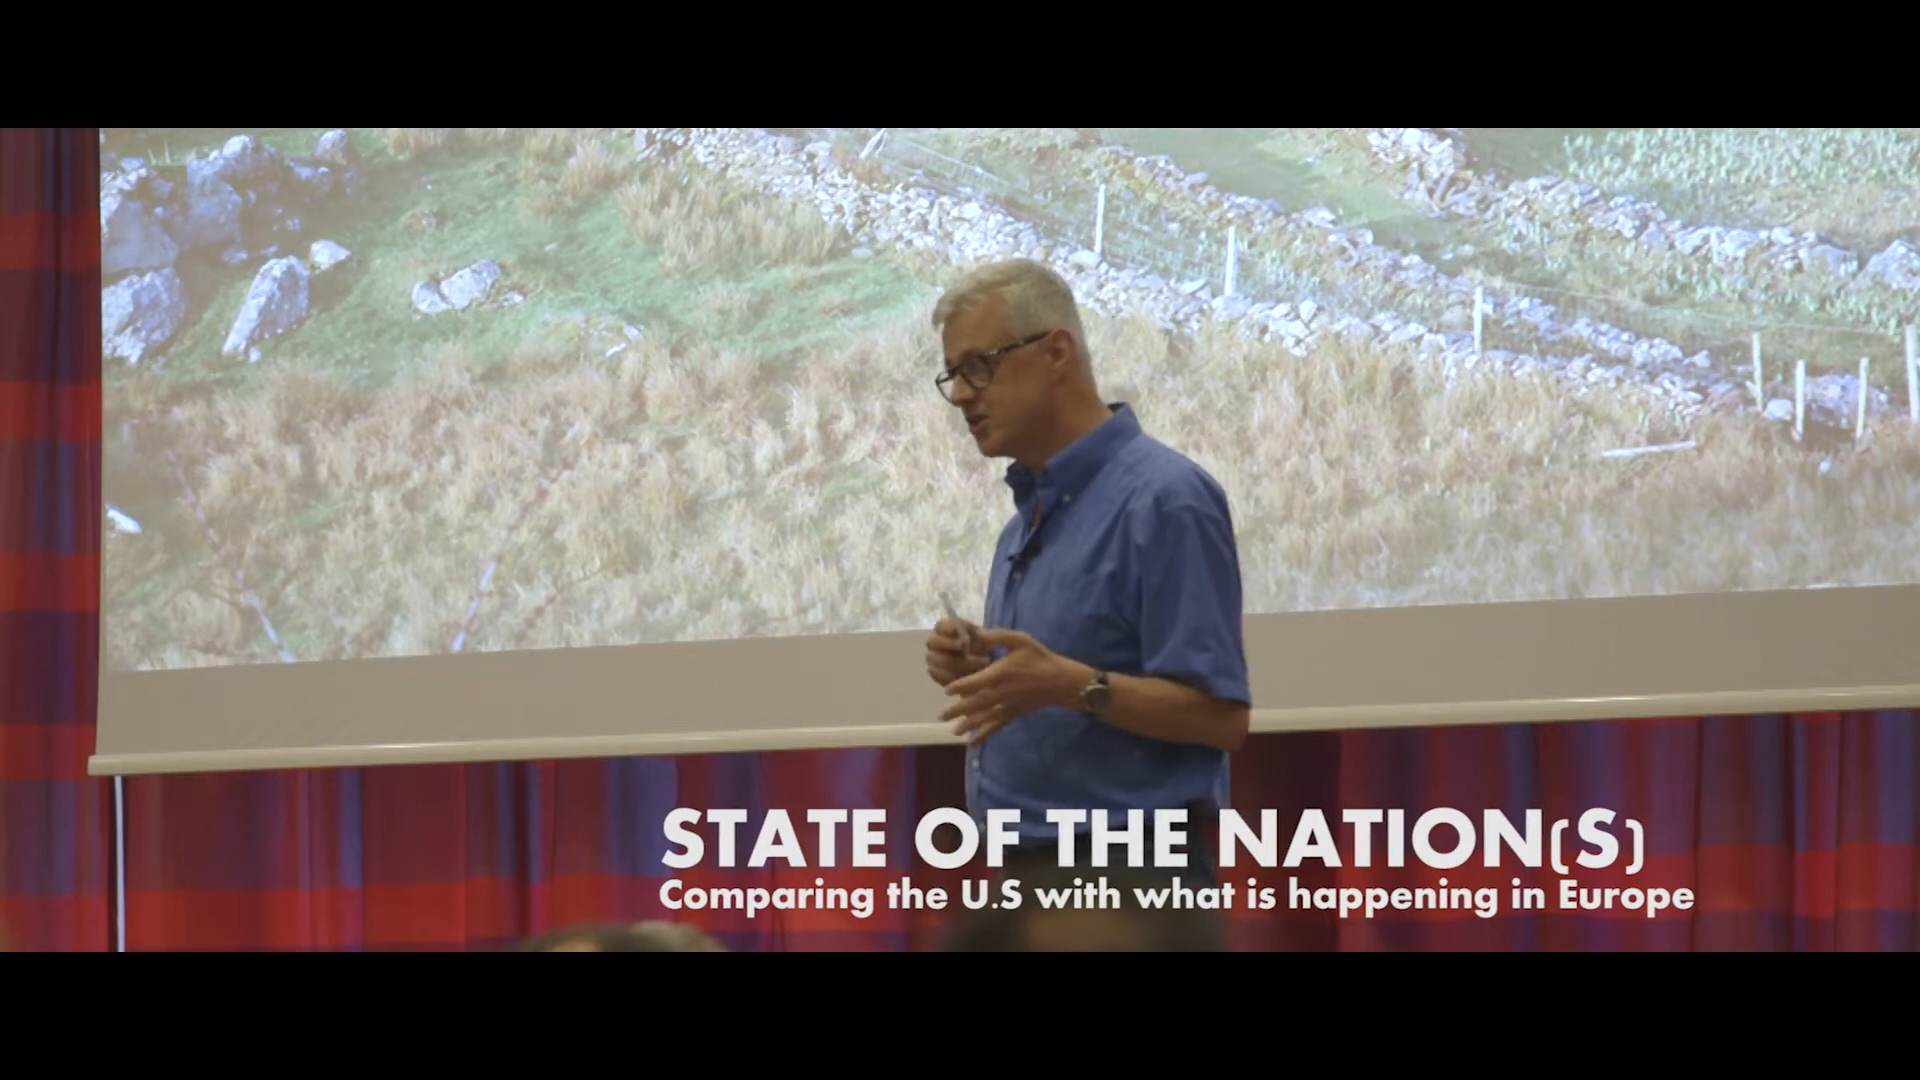 STATE OF THE NATION(S)
Comparing the U.S with what is happening in Europe